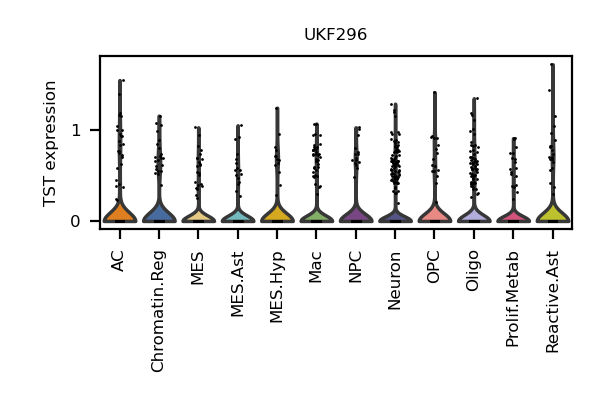 UKF296
TST expression
1
0
AC
Chromatin.Reg
MES
MES.Ast
MES.Hyp
Mac
NPC
Neuron
OPC
Oligo
Prolif.Metab
Reactive.Ast